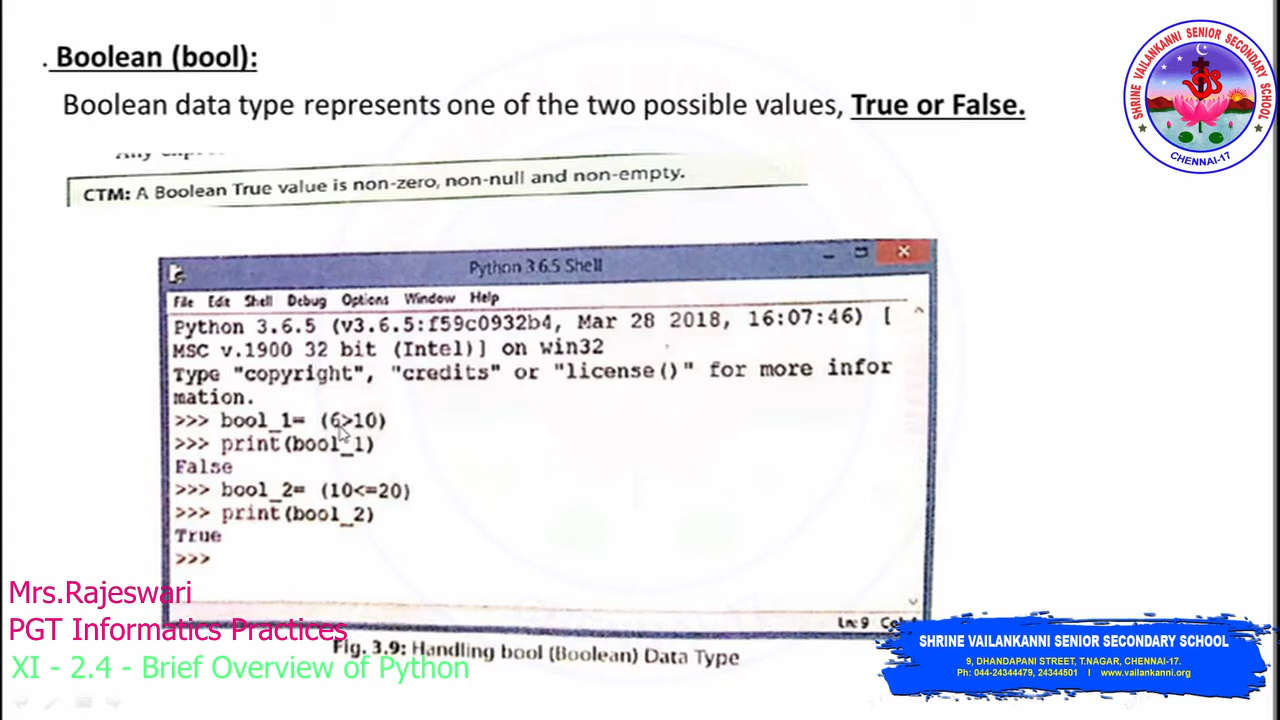 . Boolean (bool):
Boolean data type represents one of the two possible values, True or False.
CTM: A Boolean True value is non-zero, non-null and non-empty.
Python 3.6.5 Shell
File Edit Shell Debug Options Window Help
Python 3.6.5 (v3.6.5:f59c0932b4, Mar 28 2018, 16:07:46) [
MSC v.1900 32 bit (Intel)] on win32
Type "copyright", "credits" or "license()" for more infor
mation.
>>> bool_1= (6>10)
>>> print(bool_1)
False
>>> bool_2= (10<=20)
>>> print(bool_2)
True
>>>
Ln: 9
Fig. 3.9: Handling bool (Boolean) Data Type
Mrs.Rajeswari
PGT Informatics Practices
XI - 2.4 - Brief Overview of Python
SHRINE VAILANKANNI SENIOR SECONDARY SCHOOL
CHENNAI-17
SHRINE VAILANKANNI SENIOR SECONDARY SCHOOL
9, DHANDAPANI STREET, T.NAGAR, CHENNAI-17.
Ph: 044-24344479, 24344501 I www.vailankanni.org